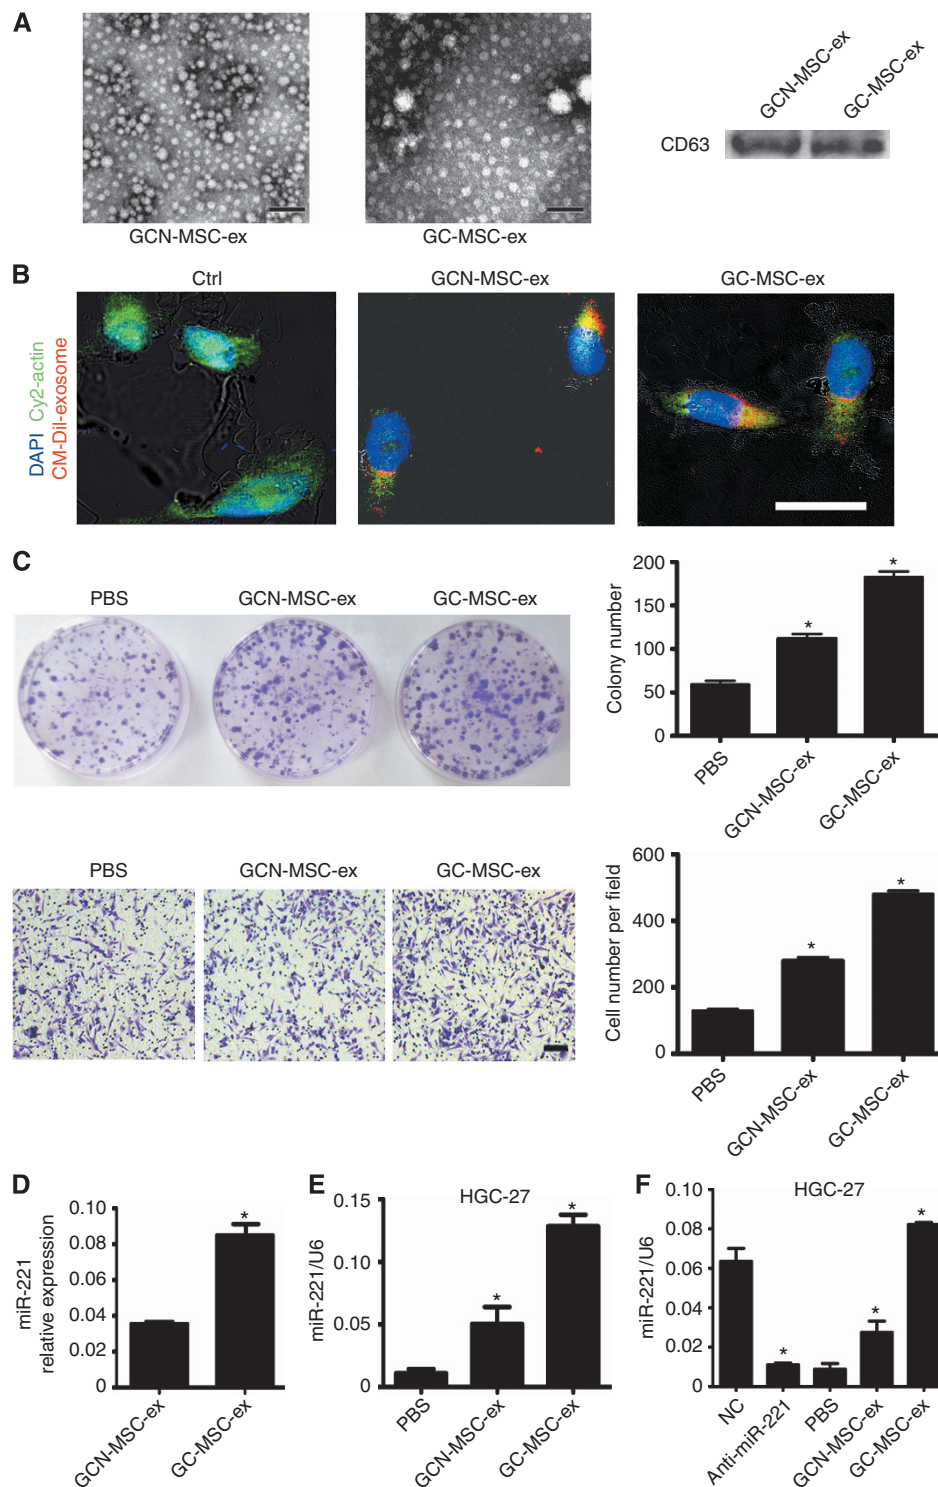 A
GCN-MSC-ex
GC-MSC-ex
CD63
GCN-MSC-ex
GC-MSC-ex
B
Ctrl
GCN-MSC-ex
GC-MSC-ex
DAPI Cy2-actin
CM-Dil-exosome
C
PBS
GCN-MSC-ex
GC-MSC-ex
Colony number
200
150
100
50
0
*
*
PBS
GCN-MSC-ex
GC-MSC-ex
PBS
GCN-MSC-ex
GC-MSC-ex
Cell number per field
600
400
200
0
*
*
PBS
GCN-MSC-ex
GC-MSC-ex
D
miR-221
relative expression
0.10
0.08
0.06
0.04
0.02
0
*
GCN-MSC-ex
GC-MSC-ex
E
HGC-27
miR-221/U6
0.15
0.10
0.05
0
*
*
PBS
GCN-MSC-ex
GC-MSC-ex
F
HGC-27
miR-221/U6
0.10
0.08
0.06
0.04
0.02
0
*
*
*
NC
Anti-miR-221
PBS
GCN-MSC-ex
GC-MSC-ex